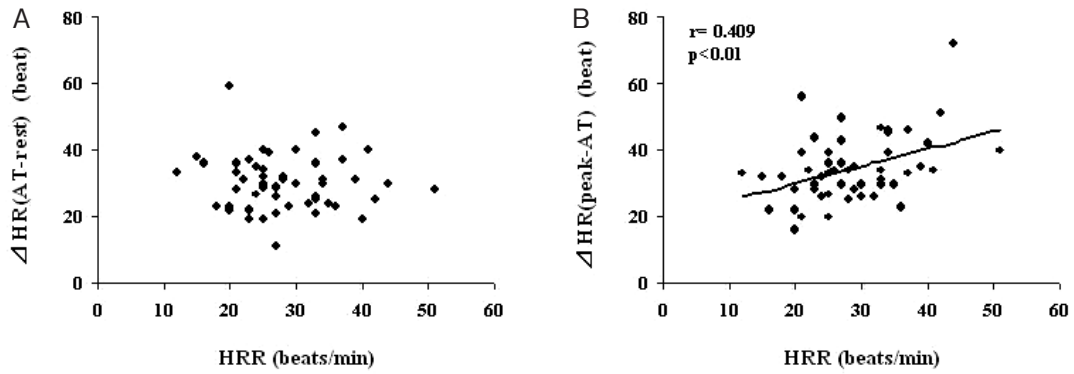 A
ΔHR(AT-rest) (beat)
80
60
40
20
0
0 10 20 30 40 50 60
HRR (beats/min)
B
ΔHR(peak-AT) (beat)
r= 0.409
p<0.01
80
60
40
20
0
0 10 20 30 40 50 60
HRR (beats/min)